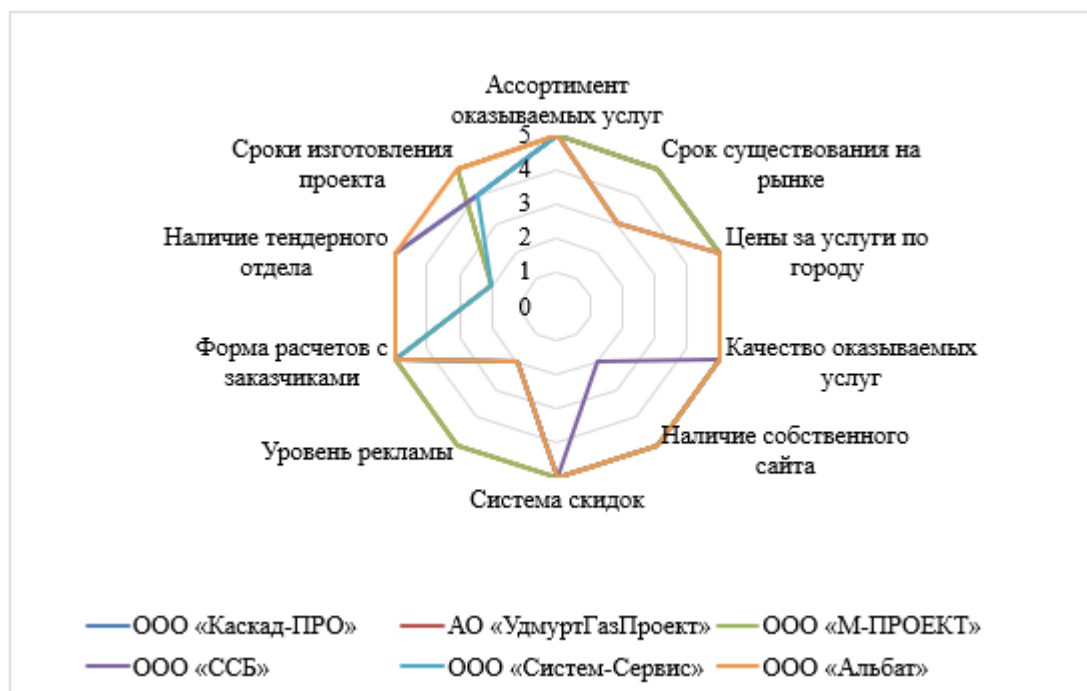 Ассортимент
оказываемых услуг
Срок существования на
рынке
Цены за услуги по
городу
Качество оказываемых
услуг
Наличие собственного
сайта
Система скидок
Уровень рекламы
Форма расчетов с
заказчиками
Наличие тендерного
отдела
Сроки изготовления
проекта
5
4
3
2
1
0
ООО «Каскад-ПРО»
АО «УдмуртГазПроект»
ООО «М-ПРОЕКТ»
ООО «ССБ»
ООО «Систем-Сервис»
ООО «Альбат»